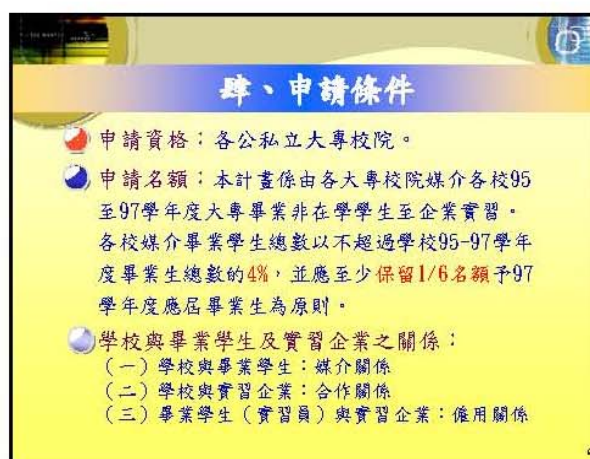 肆、申請條件
申請資格：各公私立大專校院。
申請名額：本計畫係由各大專校院媒介各校95
至97學年度大專畢業非在學學生至企業實習。
各校媒介畢業學生總數以不超過學校95-97學年
度畢業生總數的4%，並應至少保留1/6名額予97
學年度應屆畢業生為原則。
學校與畢業學生及實習企業之關係：
（一）學校與畢業學生：媒介關係
（二）學校與實習企業：合作關係
（三）畢業學生（實習員）與實習企業：僱用關係